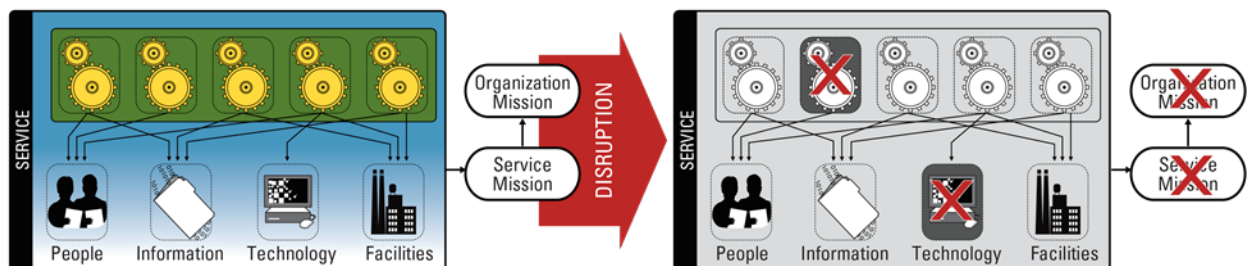 SERVICE
Organization
Mission
Service
Mission
People
Information
Technology
Facilities
DISRUPTION
SERVICE
Organization
Mission
Service
Mission
People
Information
Technology
Facilities